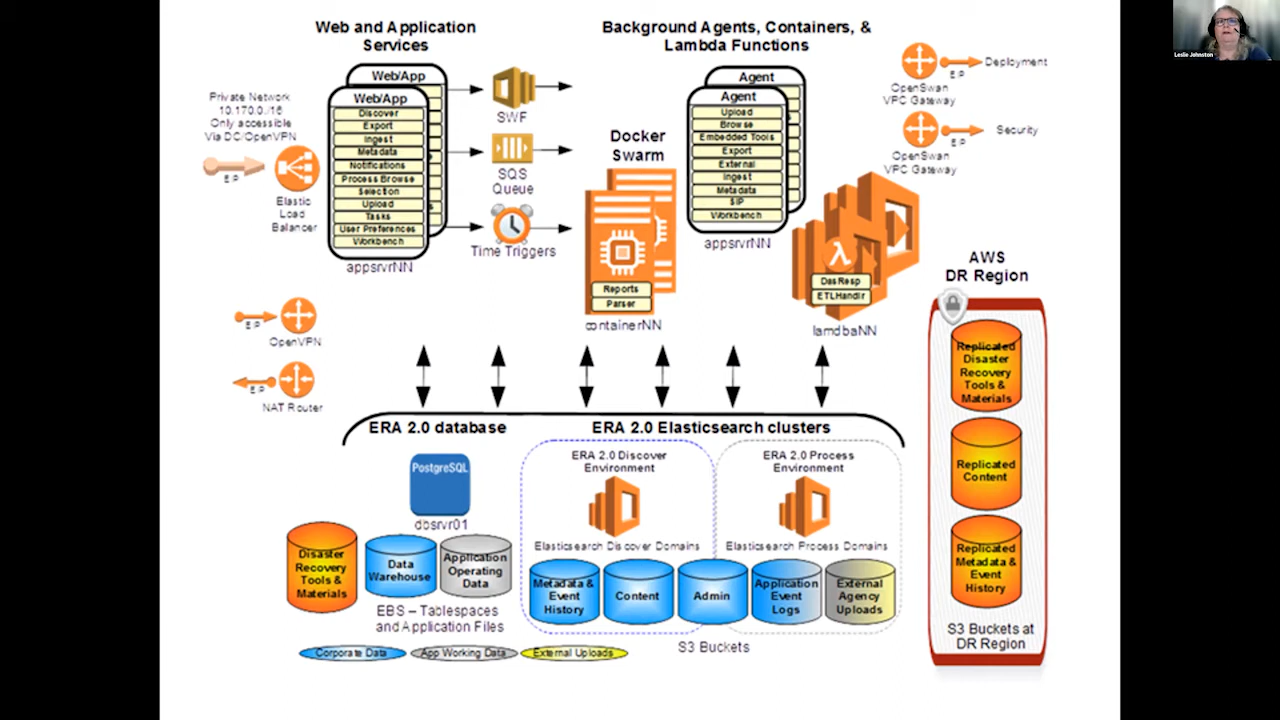 Web and Application
Services
Background Agents, Containers, &
Lambda Functions
Leslie Johnston
Private Network
10.170.0./16
Only accessible
Via DC/OpenVPN
EIP
Elastic
Load
Balancer
Web/App
Web/App
Discover
Export
Ingest
Metadata
Notifications
Process Browse
Selection
Upload
Tasks
User Preferences
Workbench
appsrvrNN
SWF
SQS
Queue
Time Triggers
Docker
Swarm
Reports
Parser
containerNN
Agent
Agent
Upload
Browse
Embedded Tools
Export
External
Ingest
Metadata
SIP
Workbench
appsrvrNN
DasResp
ETLHandlr
lamdbaNN
EIP
Deployment
OpenSwan
VPC Gateway
EIP
Security
OpenSwan
VPC Gateway
EIP
OpenVPN
EIP
NAT Router
AWS
DR Region
Replicated
Disaster
Recovery
Tools &
Materials
Replicated
Content
Replicated
Metadata &
Event
History
S3 Buckets at
DR Region
ERA 2.0 database
ERA 2.0 Elasticsearch clusters
PostgreSQL
dbsrvr01
ERA 2.0 Discover
Environment
ERA 2.0 Process
Environment
Elasticsearch Discover Domains
Elasticsearch Process Domains
Disaster
Recovery
Tools &
Materials
Data
Warehouse
Application
Operating
Data
EBS – Tablespaces
and Application Files
Metadata &
Event
History
Content
Admin
Application
Event
Logs
External
Agency
Uploads
S3 Buckets
Corporate Data
App Working Data
External Uploads